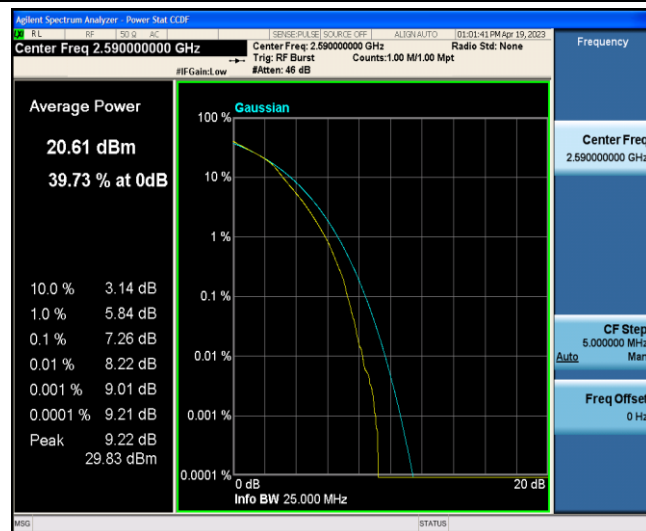 Agilent Spectrum Analyzer - Power Stat CCDF
RL RF 50 Ω AC SENSE:PULSE SOURCE OFF ALIGN AUTO 01:01:41 PM Apr 19, 2023
Center Freq 2.590000000 GHz
Center Freq: 2.590000000 GHz Radio Std: None
Trig: RF Burst Counts:1.00 M/1.00 Mpt
#IFGain:Low #Atten: 46 dB
Frequency
Average Power
20.61 dBm
39.73 % at 0dB
10.0 % 3.14 dB
1.0 % 5.84 dB
0.1 % 7.26 dB
0.01 % 8.22 dB
0.001 % 9.01 dB
0.0001 % 9.21 dB
Peak 9.22 dB
29.83 dBm
Gaussian
100 %
10 %
1 %
0.1 %
0.01 %
0.001 %
0.0001 %
0 dB 20 dB
Info BW 25.000 MHz
Center Freq
2.590000000 GHz
CF Step
5.000000 MHz
Auto Man
Freq Offset
0 Hz
MSG STATUS